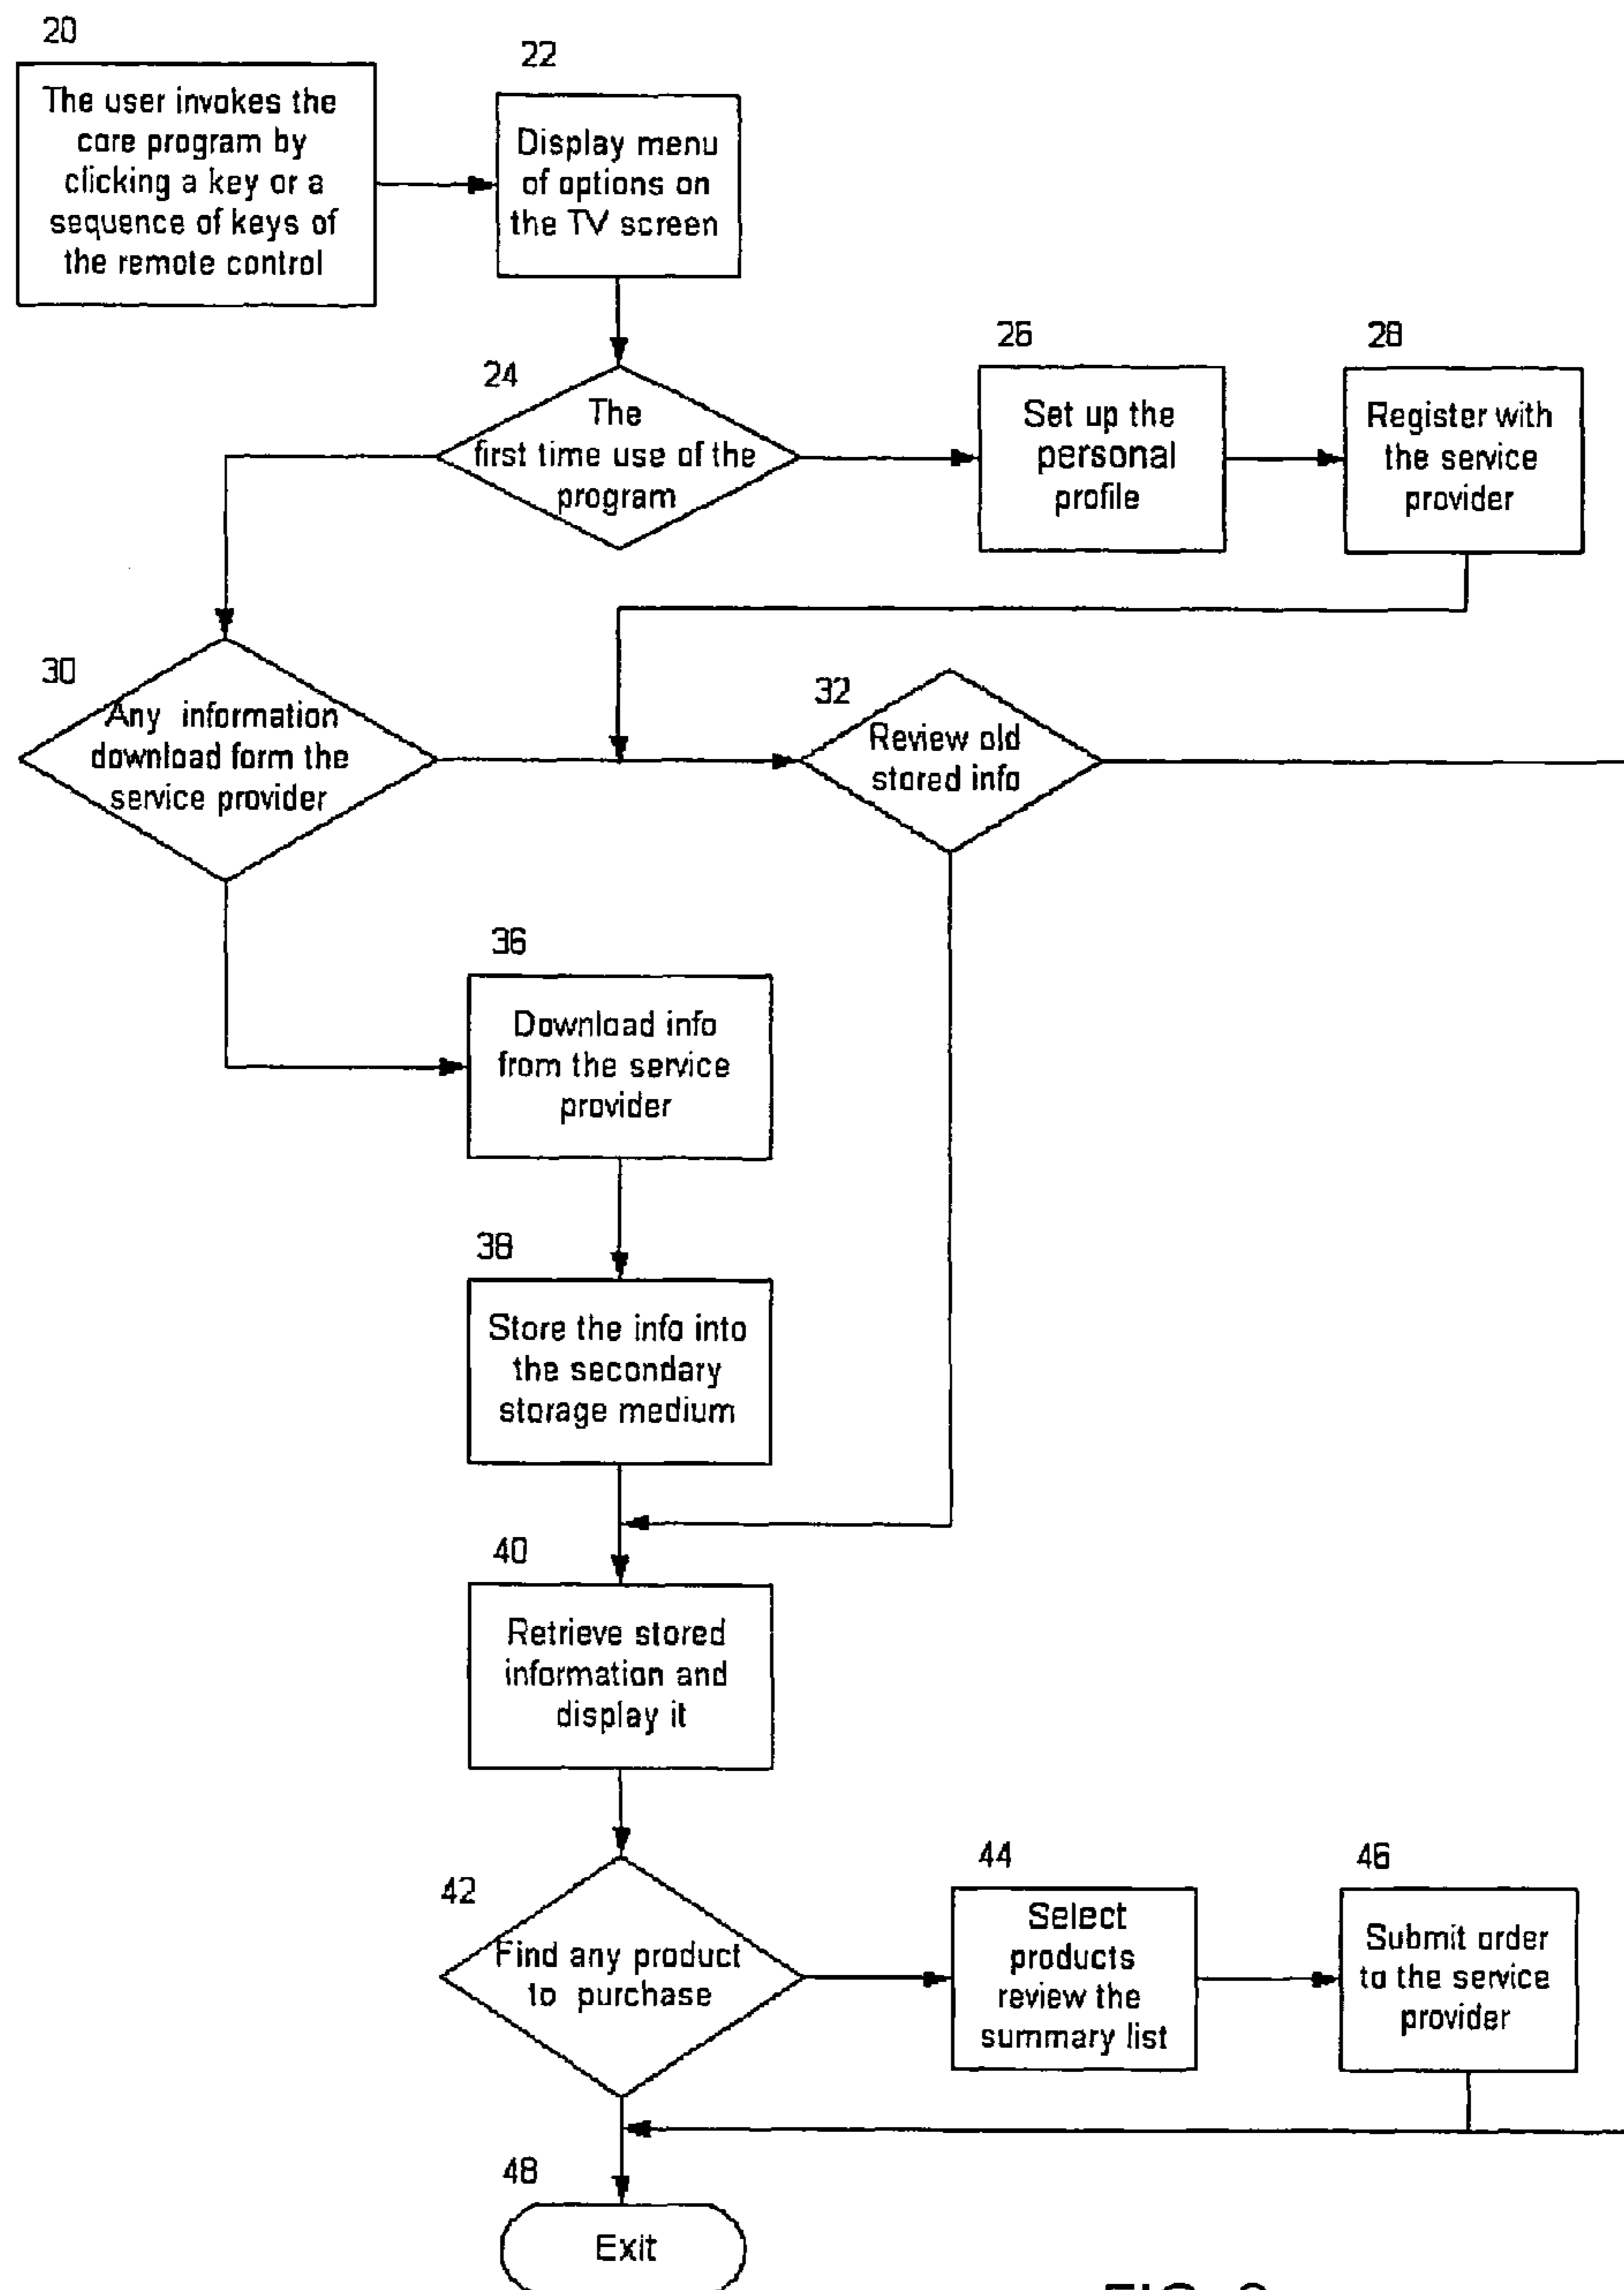 20
The user invokes the
core program by
clicking a key or a
sequence of keys of
the remote control
22
Display menu
of options on
the TV screen
24
The
first time use of the
program
26
Set up the
personal
profile
28
Register with
the service
provider
30
Any information
download form the
service provider
32
Review old
stored info
36
Download info
from the service
provider
38
Store the info into
the secondary
storage medium
40
Retrieve stored
information and
display it
42
Find any product
to purchase
44
Select
products
review the
summary list
46
Submit order
to the service
provider
48
Exit